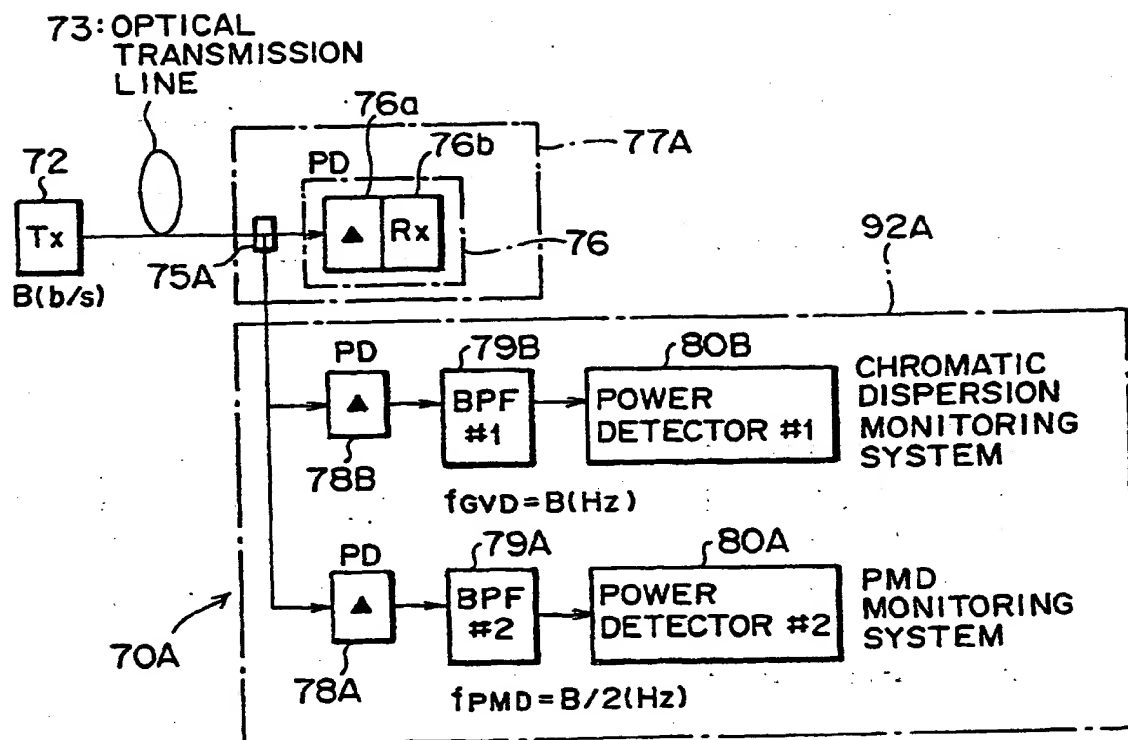 73: OPTICAL
TRANSMISSION
LINE
76a
76b
77A
72
PD
Tx
Rx
76
75A
B(b/s)
92A
PD
79B
80B
BPF
#1
POWER
DETECTOR #1
CHROMATIC
DISPERSION
MONITORING
SYSTEM
78B
fGVD=B(Hz)
PD
79A
80A
BPF
#2
POWER
DETECTOR #2
PMD
MONITORING
SYSTEM
70A
78A
fPMD=B/2(Hz)